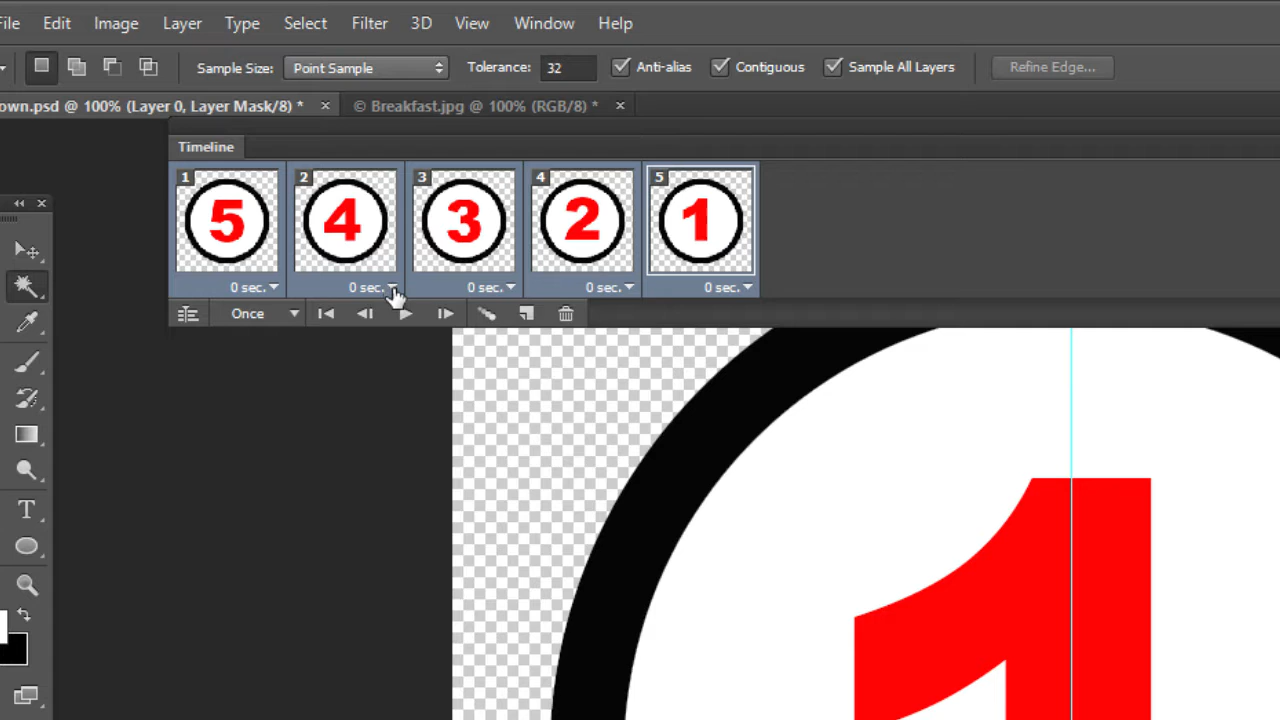 File Edit Image Layer Type Select Filter 3D View Window Help
Sample Size: Point Sample Tolerance: 32 Anti-alias Contiguous Sample All Layers Refine Edge...
own.psd @ 100% (Layer 0, Layer Mask/8) * × © Breakfast.jpg @ 100% (RGB/8) * ×
Timeline
1 2 3 4 5
5 4 3 2 1
0 sec. 0 sec. 0 sec. 0 sec. 0 sec.
Once
1